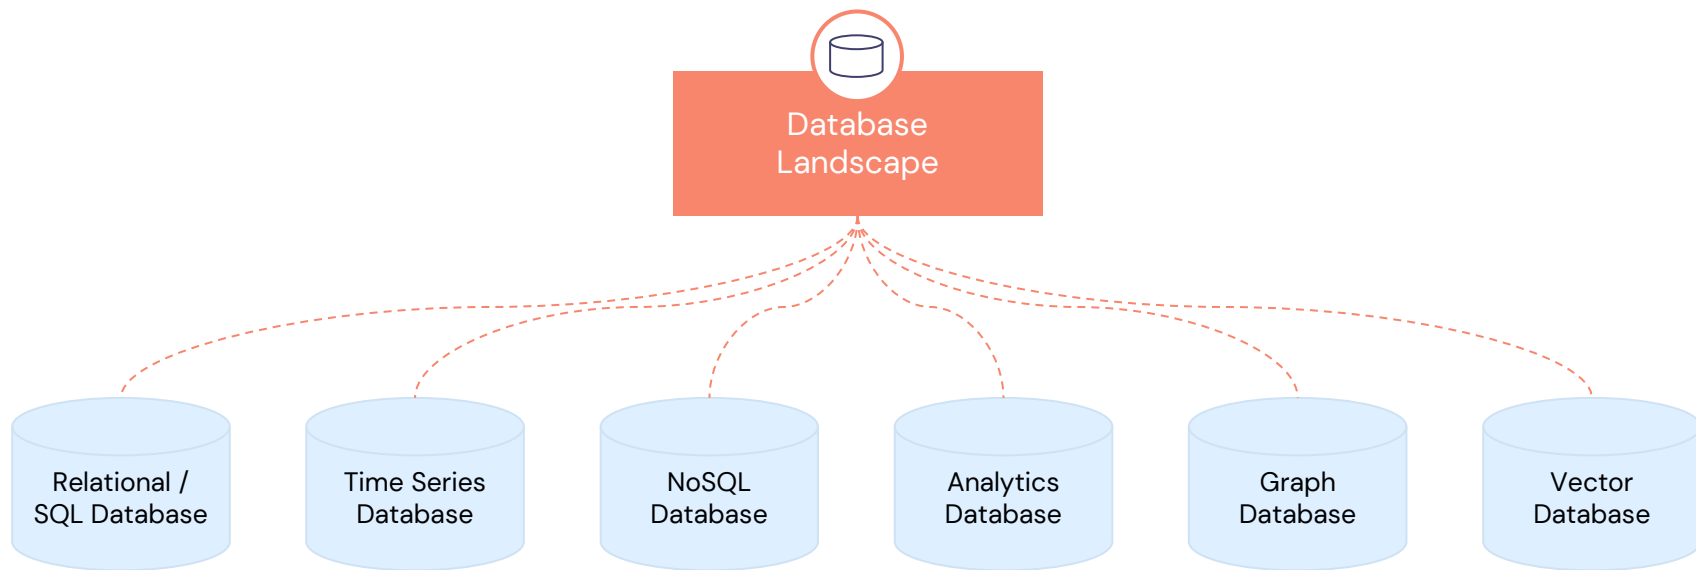 Database
Landscape
Relational /
SQL Database
Time Series
Database
NoSQL
Database
Analytics
Database
Graph
Database
Vector
Database